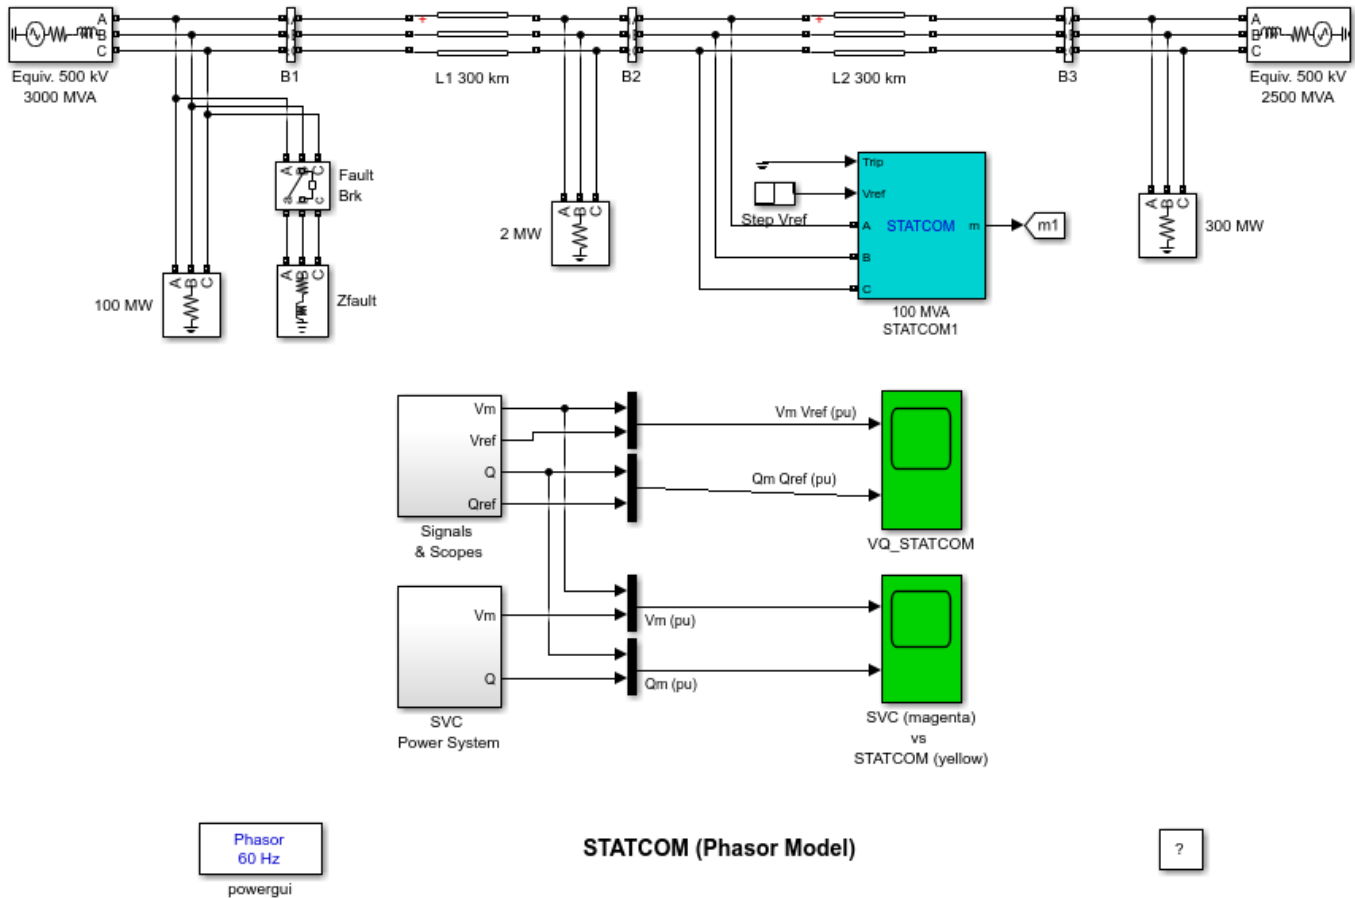 A
B
C
A
B
C
Equiv. 500 kV
3000 MVA
B1
L1 300 km
B2
L2 300 km
B3
Equiv. 500 kV
2500 MVA
A B C
a b c
Fault
Brk
A B C
100 MW
A B C
Zfault
A B C
2 MW
Trip
Vref
A
B
C
STATCOM
m
m1
Step Vref
100 MVA
STATCOM1
A B C
300 MW
Vm
Vref
Q
Qref
Signals
& Scopes
Vm Vref (pu)
Qm Qref (pu)
VQ_STATCOM
Vm
Q
SVC
Power System
Vm (pu)
Qm (pu)
SVC (magenta)
vs
STATCOM (yellow)
Phasor
60 Hz
powergui
STATCOM (Phasor Model)
?